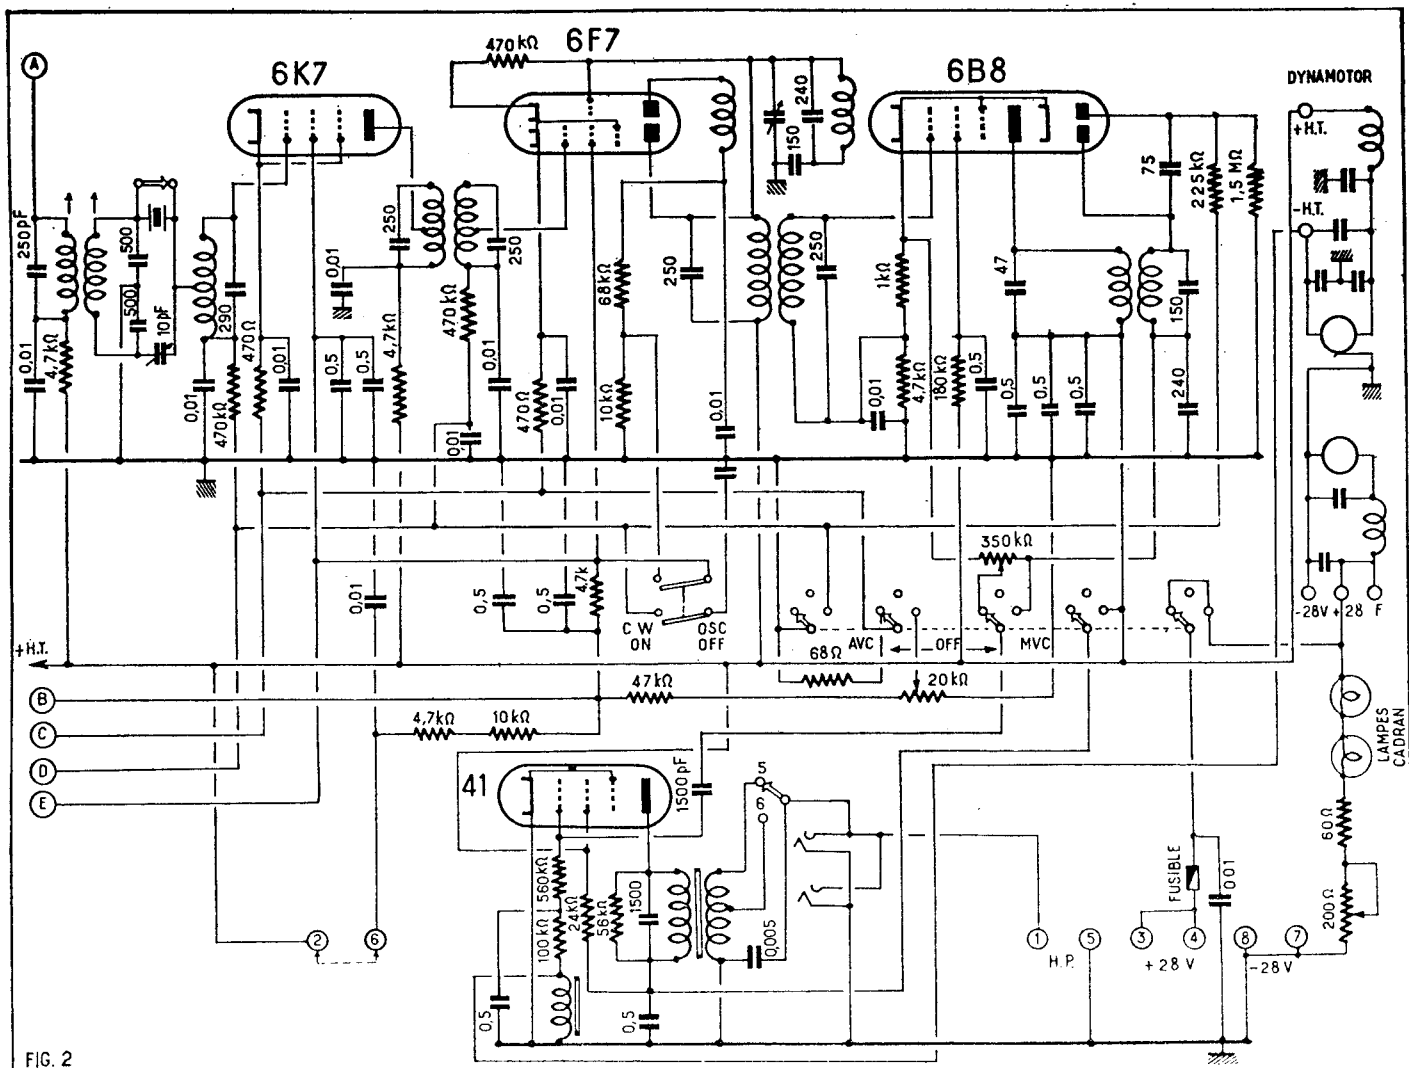 6K7
470kΩ
6F7
6B8
DYNAMOTOR
A
+H.T.
-H.T.
240
150
75
225kΩ
1,5 MΩ
250pF
500
500
10pF
290
250
0,01
250
68kΩ
250
250
1kΩ
47
150
0,01
4,7kΩ
0,01
470kΩ
470Ω
0,01
0,5
0,5
4,7kΩ
470kΩ
0,01
0,01
470Ω
0,01
10kΩ
0,01
0,01
4,7kΩ
180kΩ
0,5
0,5
0,5
0,5
240
350kΩ
0,01
0,5
0,5
4.7k
CW
ON
OSC
OFF
AVC
OFF
MVC
-28V
+28
F
+H.T.
68Ω
B
47kΩ
20kΩ
C
4,7kΩ
10kΩ
D
E
LAMPES
CADRAN
41
1500pF
5
6
60Ω
560kΩ
100kΩ
24kΩ
56kΩ
1500
0,005
FUSIBLE
0.01
200Ω
2
6
1
5
3
4
8
7
H.P.
+28V
-28V
0,5
0,5
FIG. 2